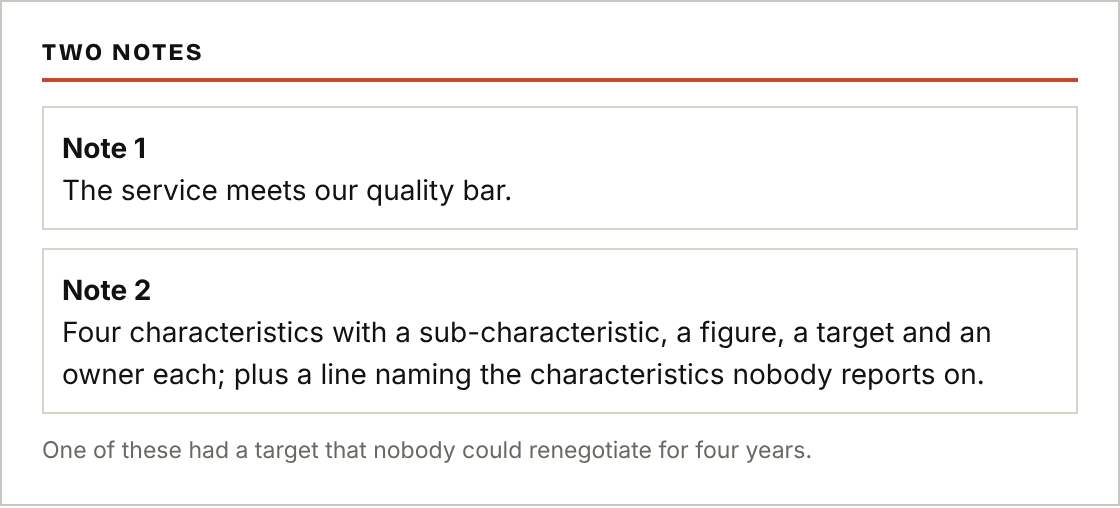 TWO NOTES
Note 1
The service meets our quality bar.
Note 2
Four characteristics with a sub-characteristic, a figure, a target and an
owner each; plus a line naming the characteristics nobody reports on.
One of these had a target that nobody could renegotiate for four years.